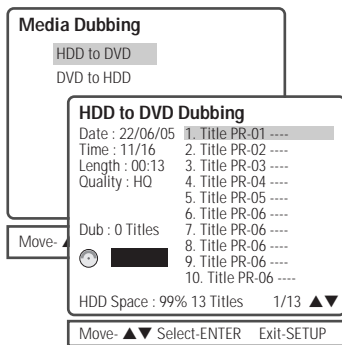 Media Dubbing
HDD to DVD
DVD to HDD
Move- ▲
HDD to DVD Dubbing
Date : 22/06/05
Time : 11/16
Length : 00:13
Quality : HQ
Dub : 0 Titles
1. Title PR-01 ----
2. Title PR-02 ----
3. Title PR-03 ----
4. Title PR-04 ----
5. Title PR-05 ----
6. Title PR-06 ----
7. Title PR-06 ----
8. Title PR-06 ----
9. Title PR-06 ----
10. Title PR-06 ----
HDD Space : 99% 13 Titles 1/13 ▲▼
Move- ▲▼ Select-ENTER Exit-SETUP